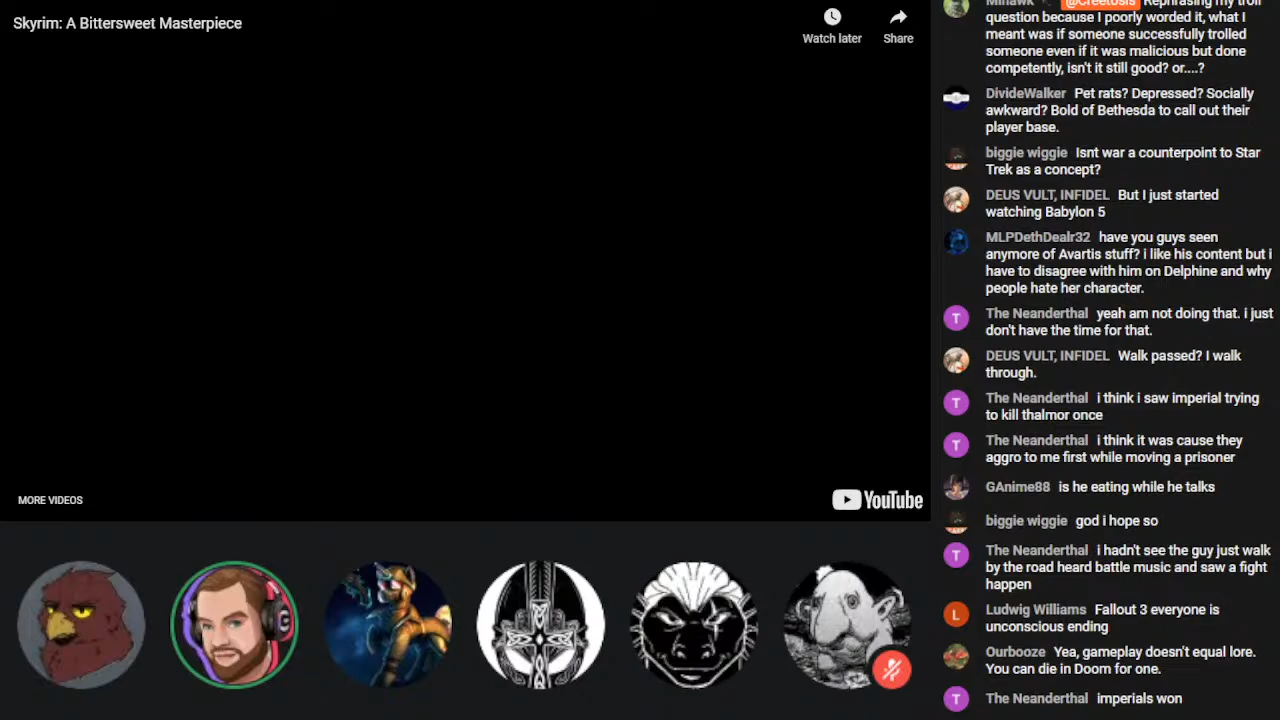 Skyrim: A Bittersweet Masterpiece
Watch later
Share
MORE VIDEOS
YouTube
@Creetosis Rephrasing my troll
question because I poorly worded it, what I
meant was if someone successfully trolled
someone even if it was malicious but done
competently, isn't it still good? or....?
DivideWalker Pet rats? Depressed? Socially
awkward? Bold of Bethesda to call out their
player base.
biggie wiggie Isnt war a counterpoint to Star
Trek as a concept?
DEUS VULT, INFIDEL But I just started
watching Babylon 5
MLPDethDealr32 have you guys seen
anymore of Avartis stuff? i like his content but i
have to disagree with him on Delphine and why
people hate her character.
T
The Neanderthal yeah am not doing that. i just
don't have the time for that.
DEUS VULT, INFIDEL Walk passed? I walk
through.
T
The Neanderthal i think i saw imperial trying
to kill thalmor once
T
The Neanderthal i think it was cause they
aggro to me first while moving a prisoner
GAnime88 is he eating while he talks
biggie wiggie god i hope so
T
The Neanderthal i hadn't see the guy just walk
by the road heard battle music and saw a fight
happen
L
Ludwig Williams Fallout 3 everyone is
unconscious ending
Ourbooze Yea, gameplay doesn't equal lore.
You can die in Doom for one.
T
The Neanderthal imperials won